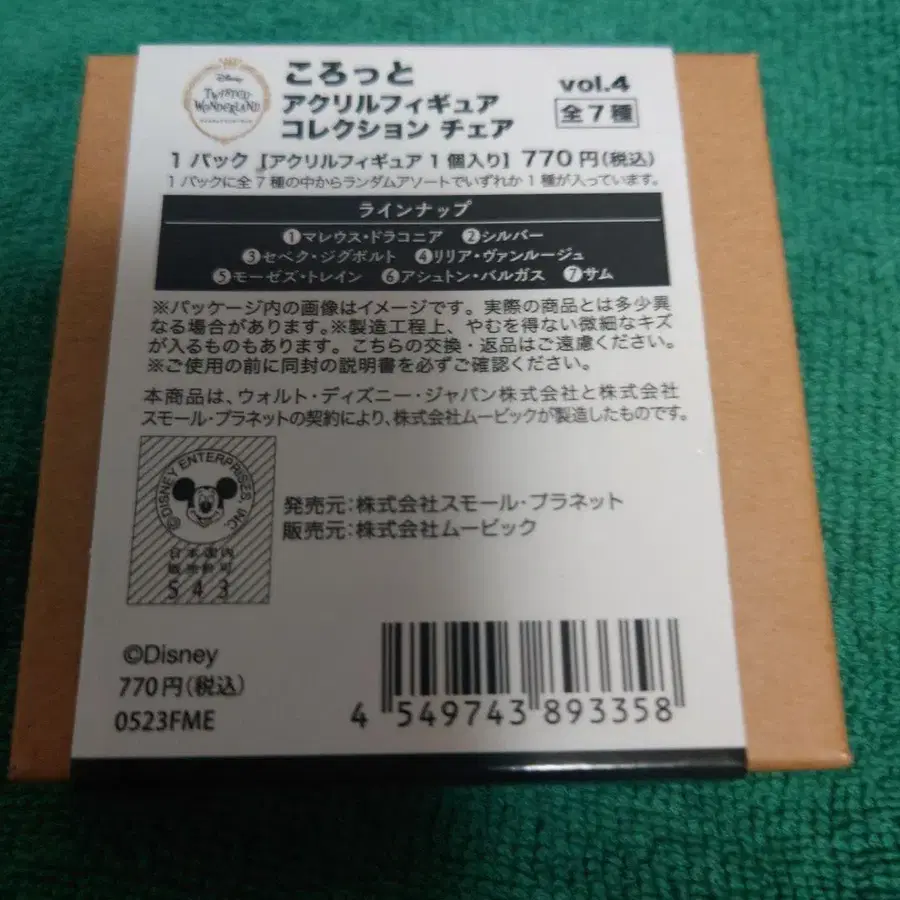 Disney
TWISTED
WONDERLAND
ころっと
アクリルフィギュア
コレクション チェア
vol.4
全7種
1パック【アクリルフィギュア1個入り】770円(税込)
1パックに全7種の中からランダムアソートでいずれか1種が入っています。
ラインナップ
①マレウス・ドラコニア ②シルバー
③セベク・ジグボルト ④リリア・ヴァンルージュ
⑤モーゼズ・トレイン ⑥アシュトン・バルガス ⑦サム
※パッケージ内の画像はイメージです。実際の商品とは多少異
なる場合があります。※製造工程上、やむを得ない微細なキズ
が入るものもあります。こちらの交換・返品はご遠慮ください。
※ご使用の前に同封の説明書を必ずご確認ください。
本商品は、ウォルト・ディズニー・ジャパン株式会社と株式会社
スモール・プラネットの契約により、株式会社ムービックが製造したものです。
©DISNEY ENTERPRISES, INC.
日本国内
販売許可
543
発売元:株式会社スモール・プラネット
販売元:株式会社ムービック
©Disney
770円(税込)
0523FME
4 549743 893358